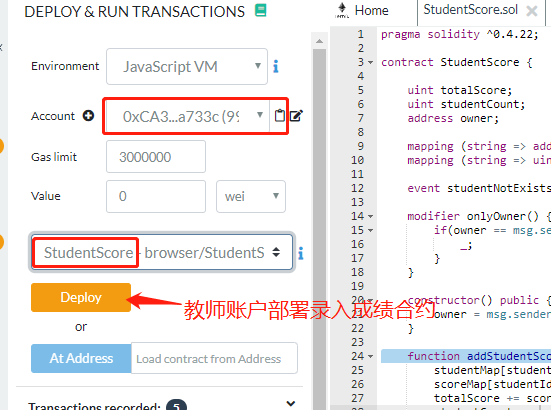 DEPLOY & RUN TRANSACTIONS
Environment
JavaScript VM
Account
0xCA3...a733c (99
Gas limit
3000000
Value
0
wei
StudentScore - browser/StudentS
Deploy
教师账户部署录入成绩合约
or
At Address
Load contract from Address
Transactions recorded: 5
Home
StudentScore.sol
1 pragma solidity ^0.4.22;
2
3 contract StudentScore {
4
5 uint totalScore;
6 uint studentCount;
7 address owner;
8
9 mapping (string => add
10 mapping (string => uin
11
12 event studentNotExists
13
14 modifier onlyOwner() {
15 if(owner == msg.se
16 _;
17 }
18 }
19
20 constructor() public {
21 owner = msg.sender
22 }
23
24 function addStudentSco
25 studentMap[student
26 scoreMap[studentId
27 totalScore += scor